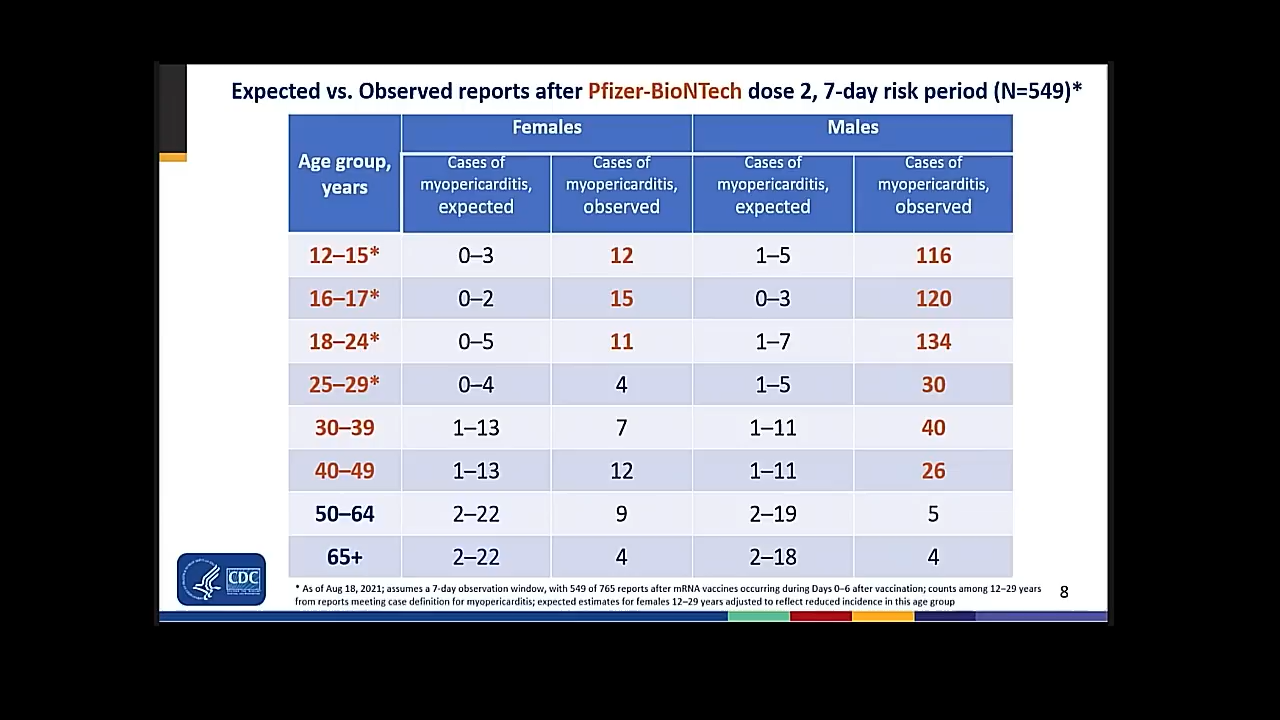 Expected vs. Observed reports after Pfizer-BioNTech dose 2, 7-day risk period (N=549)*
Age group, years
Females
Males
Cases of myopericarditis, expected
Cases of myopericarditis, observed
Cases of myopericarditis, expected
Cases of myopericarditis, observed
12–15* 0–3 12 1–5 116
16–17* 0–2 15 0–3 120
18–24* 0–5 11 1–7 134
25–29* 0–4 4 1–5 30
30–39 1–13 7 1–11 40
40–49 1–13 12 1–11 26
50–64 2–22 9 2–19 5
65+ 2–22 4 2–18 4
CDC
* As of Aug 18, 2021; assumes a 7-day observation window, with 549 of 765 reports after mRNA vaccines occurring during Days 0–6 after vaccination; counts among 12–29 years
from reports meeting case definition for myopericarditis; expected estimates for females 12–29 years adjusted to reflect reduced incidence in this age group
8